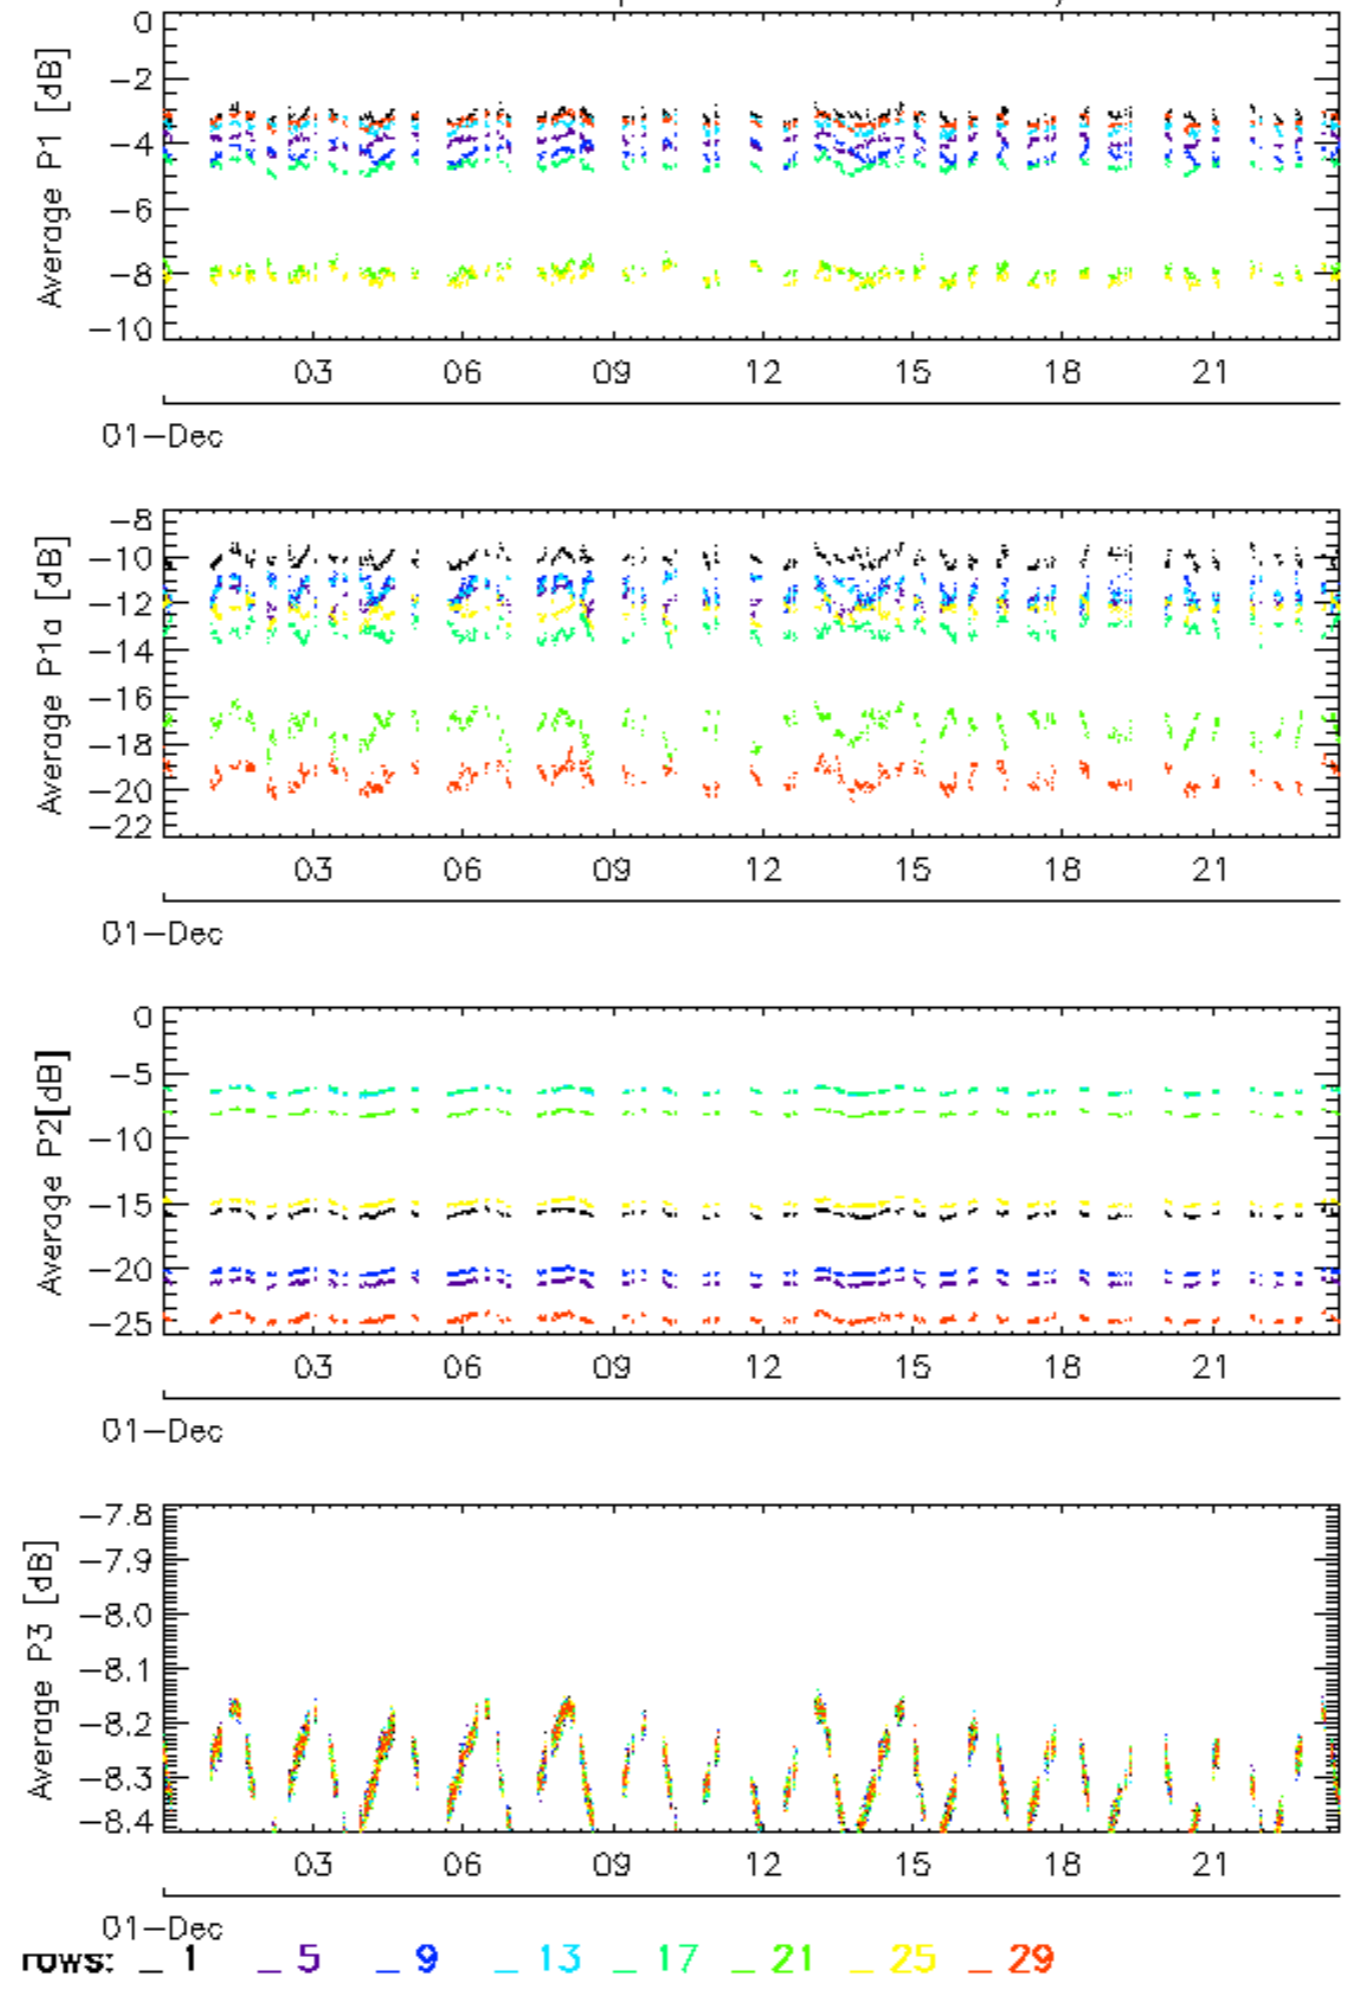 0
−2
−4
−6
−8
−10
Average P1 [dB]
03 06 09 12 15 18 21
01−Dec
−8
−10
−12
−14
−16
−18
−20
−22
Average P1a [dB]
03 06 09 12 15 18 21
01−Dec
0
−5
−10
−15
−20
−25
Average P2[dB]
03 06 09 12 15 18 21
01−Dec
−7.8
−7.9
−8.0
−8.1
−8.2
−8.3
−8.4
Average P3 [dB]
03 06 09 12 15 18 21
01−Dec
rows: _ 1 _ 5 _ 9 _ 13 _ 17 _ 21 _ 25 _ 29